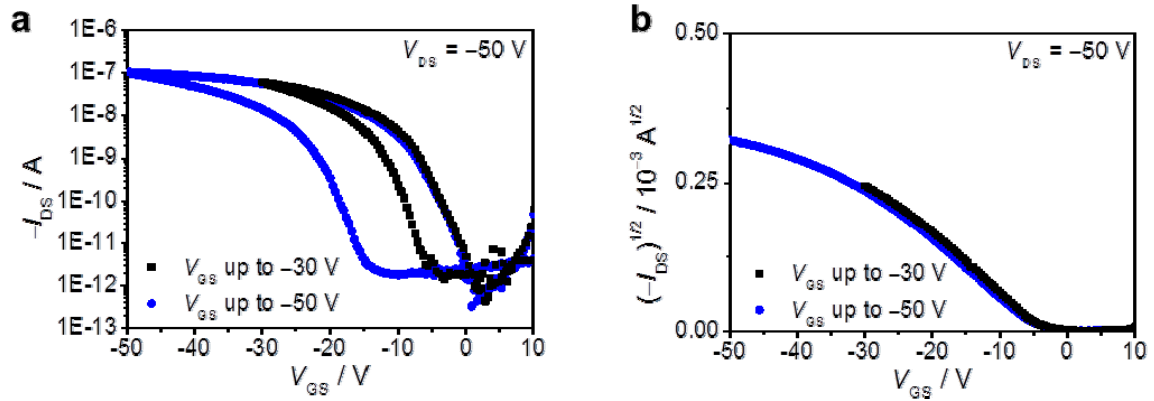 a
1E-6
1E-7
1E-8
1E-9
1E-10
1E-11
1E-12
1E-13
-I_DS / A
V_DS = −50 V
V_GS up to −30 V
V_GS up to −50 V
-50 -40 -30 -20 -10 0 10
V_GS / V
b
0.50
0.25
0.00
(−I_DS)^1/2 / 10^−3 A^1/2
V_DS = −50 V
V_GS up to −30 V
V_GS up to −50 V
-50 -40 -30 -20 -10 0 10
V_GS / V